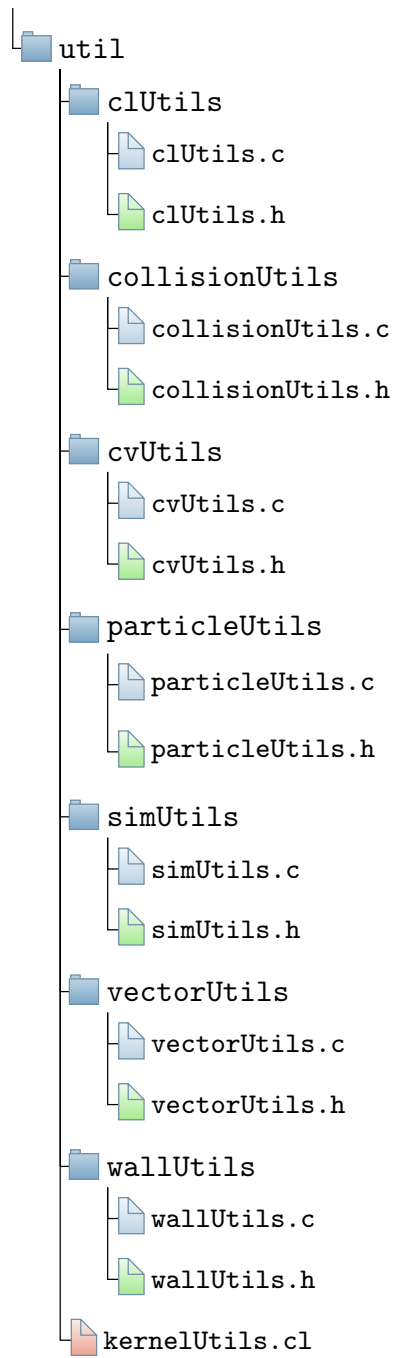 util
clUtils
clUtils.c
clUtils.h
collisionUtils
collisionUtils.c
collisionUtils.h
cvUtils
cvUtils.c
cvUtils.h
particleUtils
particleUtils.c
particleUtils.h
simUtils
simUtils.c
simUtils.h
vectorUtils
vectorUtils.c
vectorUtils.h
wallUtils
wallUtils.c
wallUtils.h
kernelUtils.cl